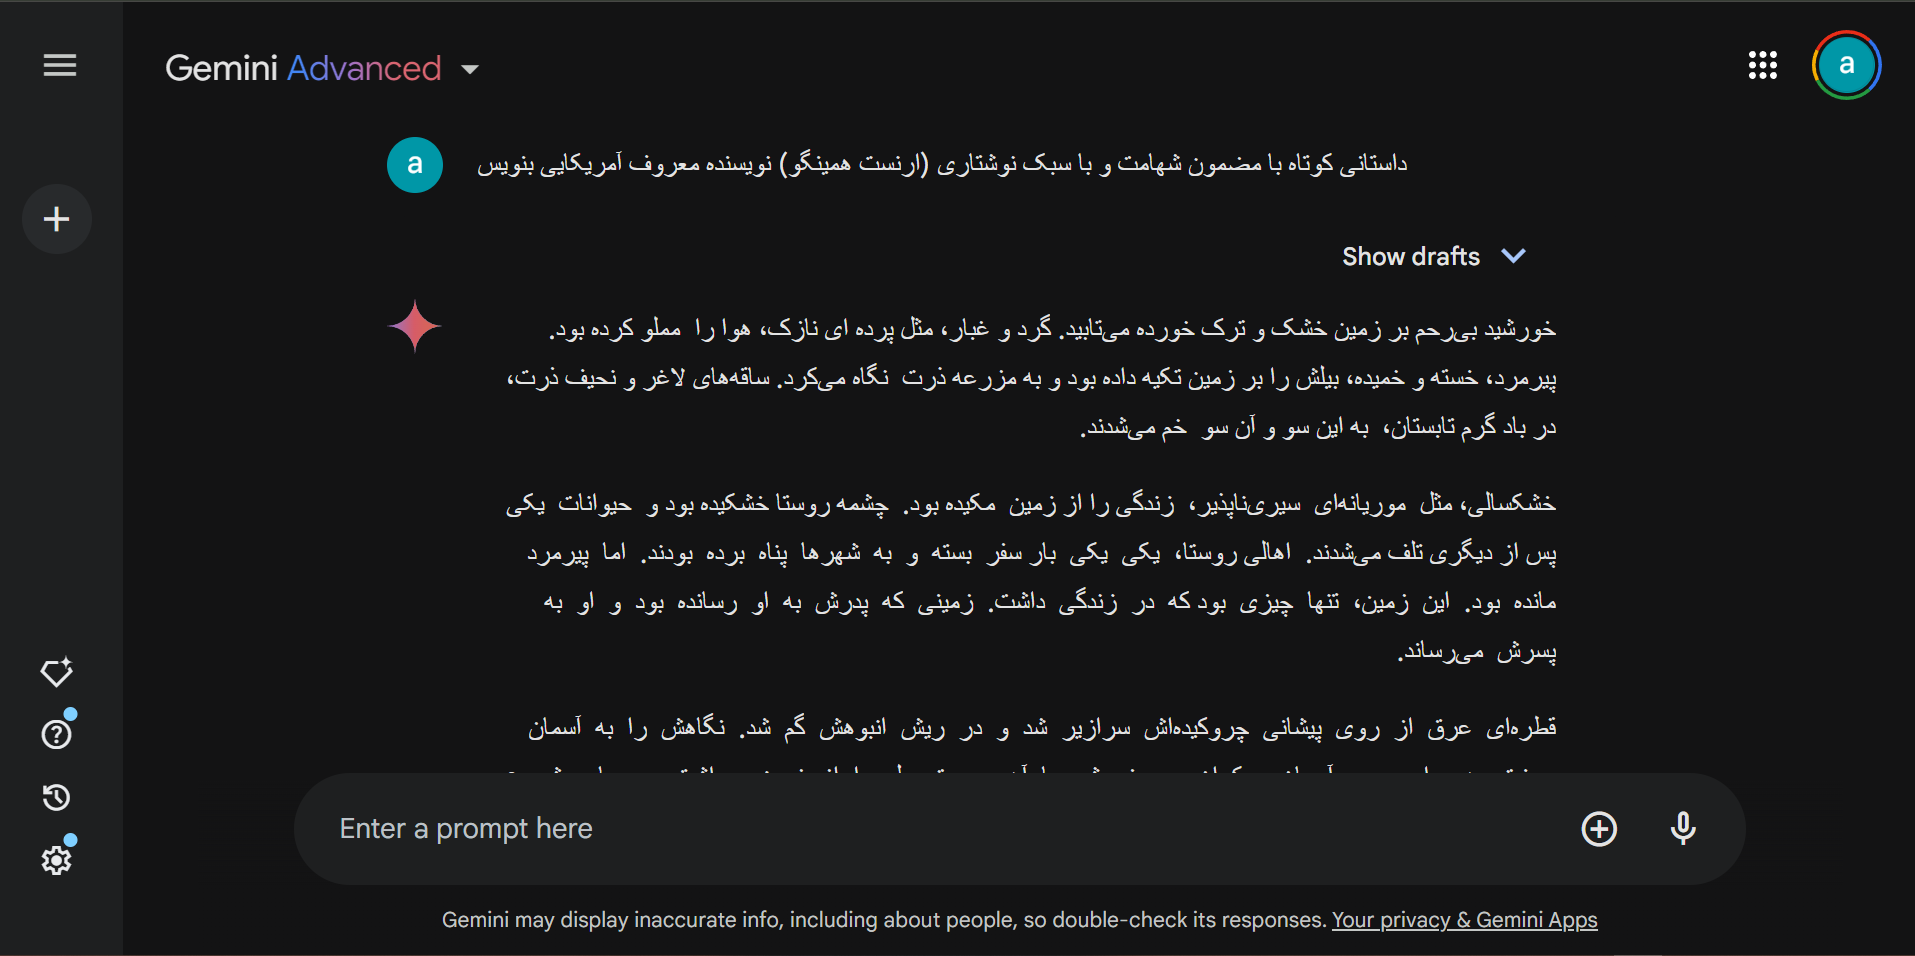 Gemini Advanced
a
a
داستانی کوتاه با مضمون شهامت و با سبک نوشتاری (ارنست همینگو) نویسنده معروف آمریکایی بنویس
Show drafts
خورشید بی‌رحم بر زمین خشک و ترک خورده می‌تابید. گرد و غبار، مثل پرده ای نازک، هوا را مملو کرده بود.
پیرمرد، خسته و خمیده، بیلش را بر زمین تکیه داده بود و به مزرعه ذرت نگاه می‌کرد. ساقه‌های لاغر و نحیف ذرت،
در باد گرم تابستان، به این سو و آن سو خم می‌شدند.
خشکسالی، مثل موریانه‌ای سیری‌ناپذیر، زندگی را از زمین مکیده بود. چشمه روستا خشکیده بود و حیوانات یکی
پس از دیگری تلف می‌شدند. اهالی روستا، یکی یکی بار سفر بسته و به شهرها پناه برده بودند. اما پیرمرد
مانده بود. این زمین، تنها چیزی بود که در زندگی داشت. زمینی که پدرش به او رسانده بود و او به
پسرش می‌رساند.
قطره‌ای عرق از روی پیشانی چروکیده‌اش سرازیر شد و در ریش انبوهش گم شد. نگاهش را به آسمان
Enter a prompt here
Gemini may display inaccurate info, including about people, so double-check its responses. Your privacy & Gemini Apps